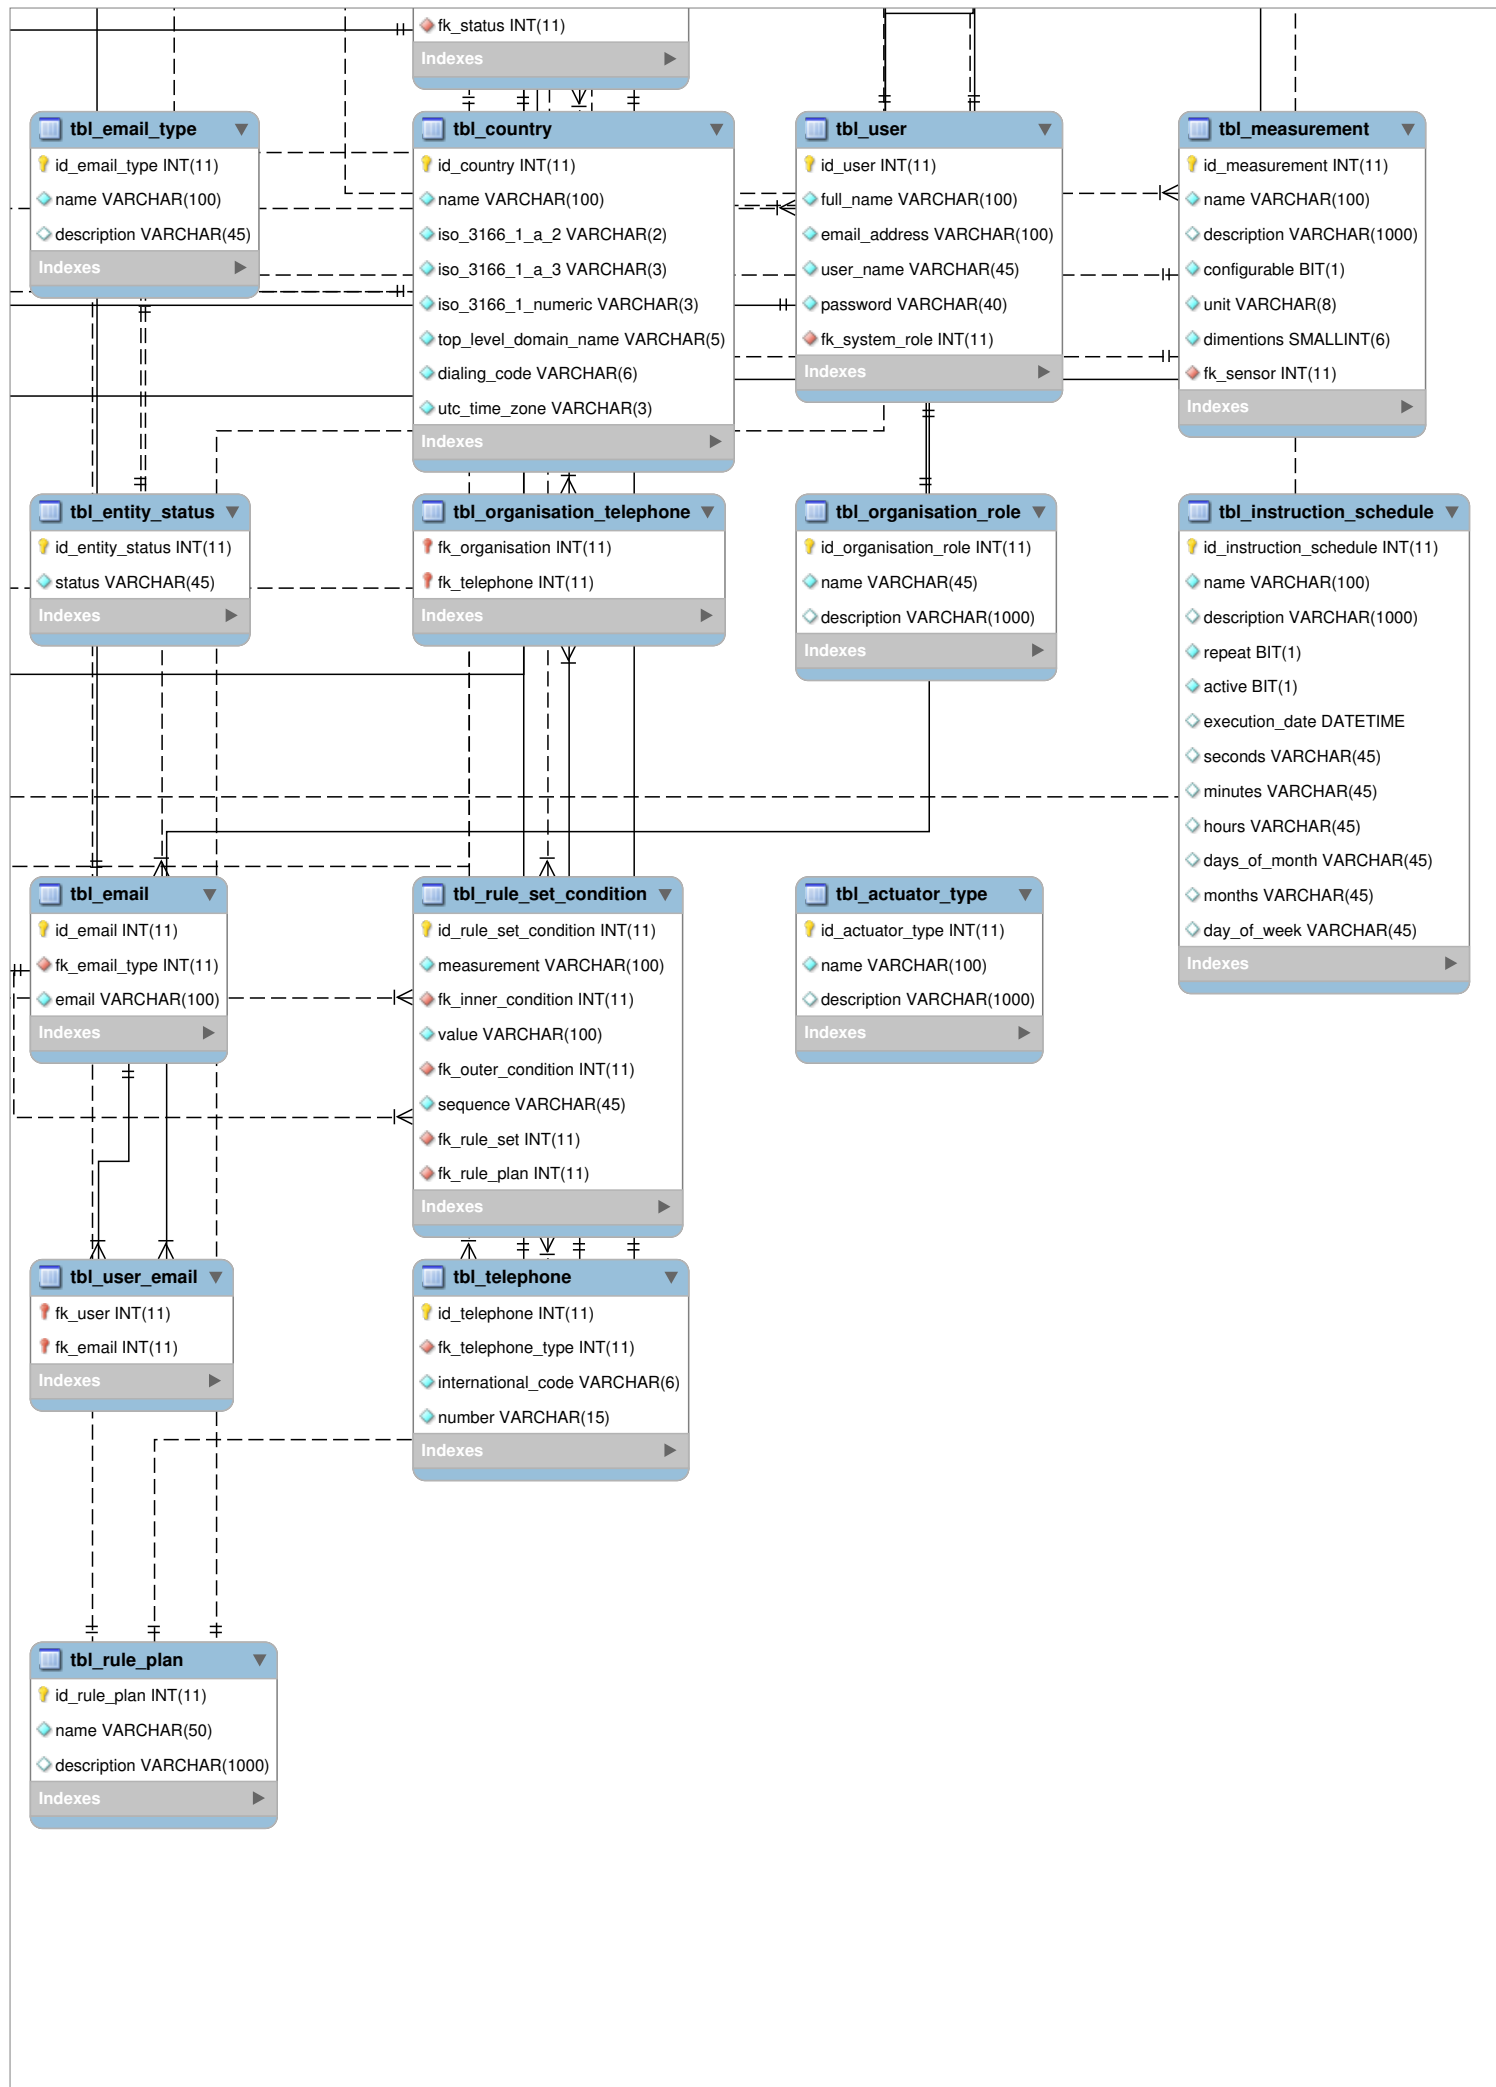 fk_status INT(11)
Indexes
tbl_email_type
id_email_type INT(11)
name VARCHAR(100)
description VARCHAR(45)
Indexes
tbl_country
id_country INT(11)
name VARCHAR(100)
iso_3166_1_a_2 VARCHAR(2)
iso_3166_1_a_3 VARCHAR(3)
iso_3166_1_numeric VARCHAR(3)
top_level_domain_name VARCHAR(5)
dialing_code VARCHAR(6)
utc_time_zone VARCHAR(3)
Indexes
tbl_user
id_user INT(11)
full_name VARCHAR(100)
email_address VARCHAR(100)
user_name VARCHAR(45)
password VARCHAR(40)
fk_system_role INT(11)
Indexes
tbl_measurement
id_measurement INT(11)
name VARCHAR(100)
description VARCHAR(1000)
configurable BIT(1)
unit VARCHAR(8)
dimentions SMALLINT(6)
fk_sensor INT(11)
Indexes
tbl_entity_status
id_entity_status INT(11)
status VARCHAR(45)
Indexes
tbl_organisation_telephone
fk_organisation INT(11)
fk_telephone INT(11)
Indexes
tbl_organisation_role
id_organisation_role INT(11)
name VARCHAR(45)
description VARCHAR(1000)
Indexes
tbl_instruction_schedule
id_instruction_schedule INT(11)
name VARCHAR(100)
description VARCHAR(1000)
repeat BIT(1)
active BIT(1)
execution_date DATETIME
seconds VARCHAR(45)
minutes VARCHAR(45)
hours VARCHAR(45)
days_of_month VARCHAR(45)
months VARCHAR(45)
day_of_week VARCHAR(45)
Indexes
tbl_email
id_email INT(11)
fk_email_type INT(11)
email VARCHAR(100)
Indexes
tbl_rule_set_condition
id_rule_set_condition INT(11)
measurement VARCHAR(100)
fk_inner_condition INT(11)
value VARCHAR(100)
fk_outer_condition INT(11)
sequence VARCHAR(45)
fk_rule_set INT(11)
fk_rule_plan INT(11)
Indexes
tbl_actuator_type
id_actuator_type INT(11)
name VARCHAR(100)
description VARCHAR(1000)
Indexes
tbl_user_email
fk_user INT(11)
fk_email INT(11)
Indexes
tbl_telephone
id_telephone INT(11)
fk_telephone_type INT(11)
international_code VARCHAR(6)
number VARCHAR(15)
Indexes
tbl_rule_plan
id_rule_plan INT(11)
name VARCHAR(50)
description VARCHAR(1000)
Indexes